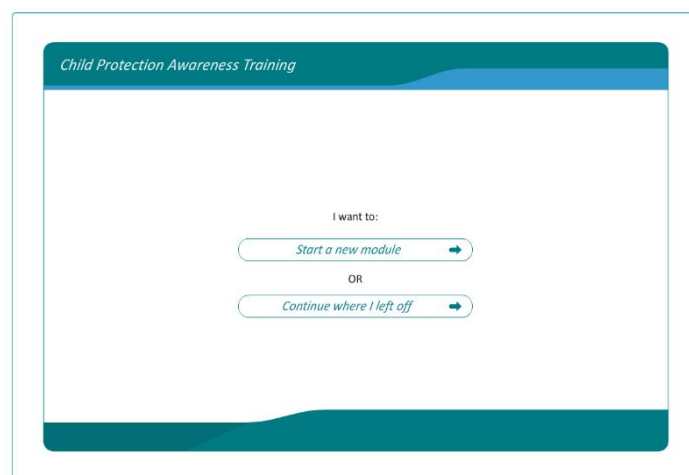 Child Protection Awareness Training
I want to:
Start a new module
OR
Continue where I left off